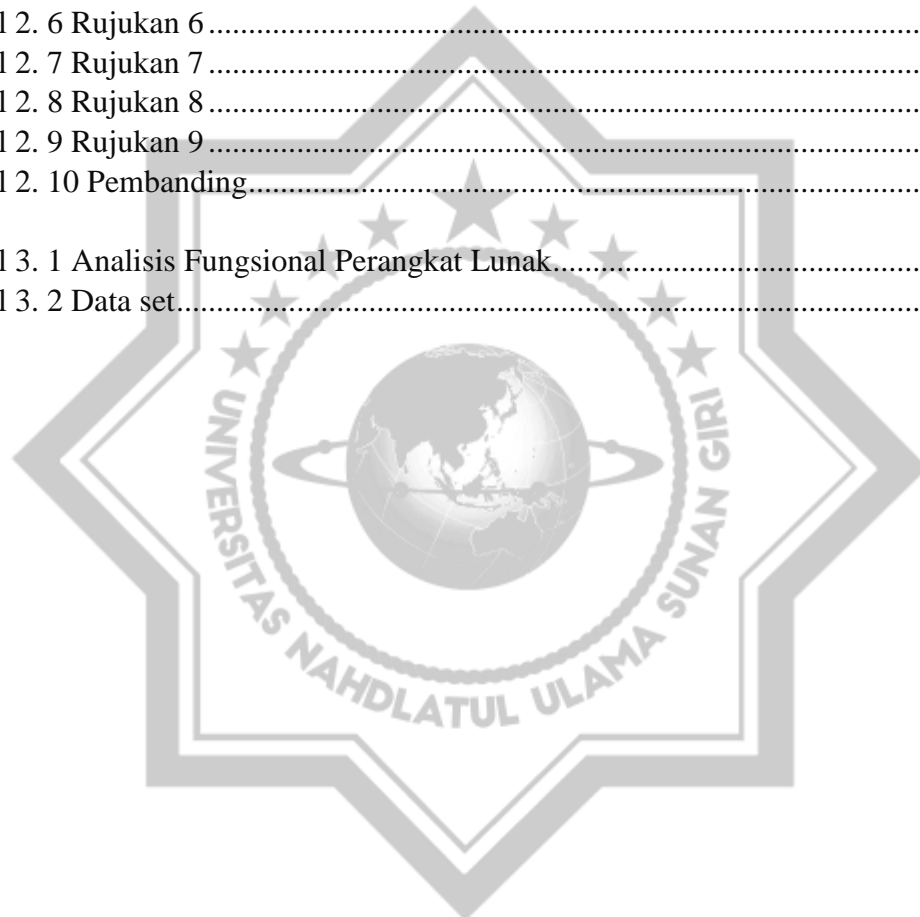 l 2. 6 Rujukan 6 ................................................................................
l 2. 7 Rujukan 7 ................................................................................
l 2. 8 Rujukan 8 ................................................................................
l 2. 9 Rujukan 9 ................................................................................
l 2. 10 Pembanding ................................................................................
l 3. 1 Analisis Fungsional Perangkat Lunak ................................................
l 3. 2 Data set ................................................................................
UNIVERSITAS NAHDLATUL ULAMA SUNAN GIRI